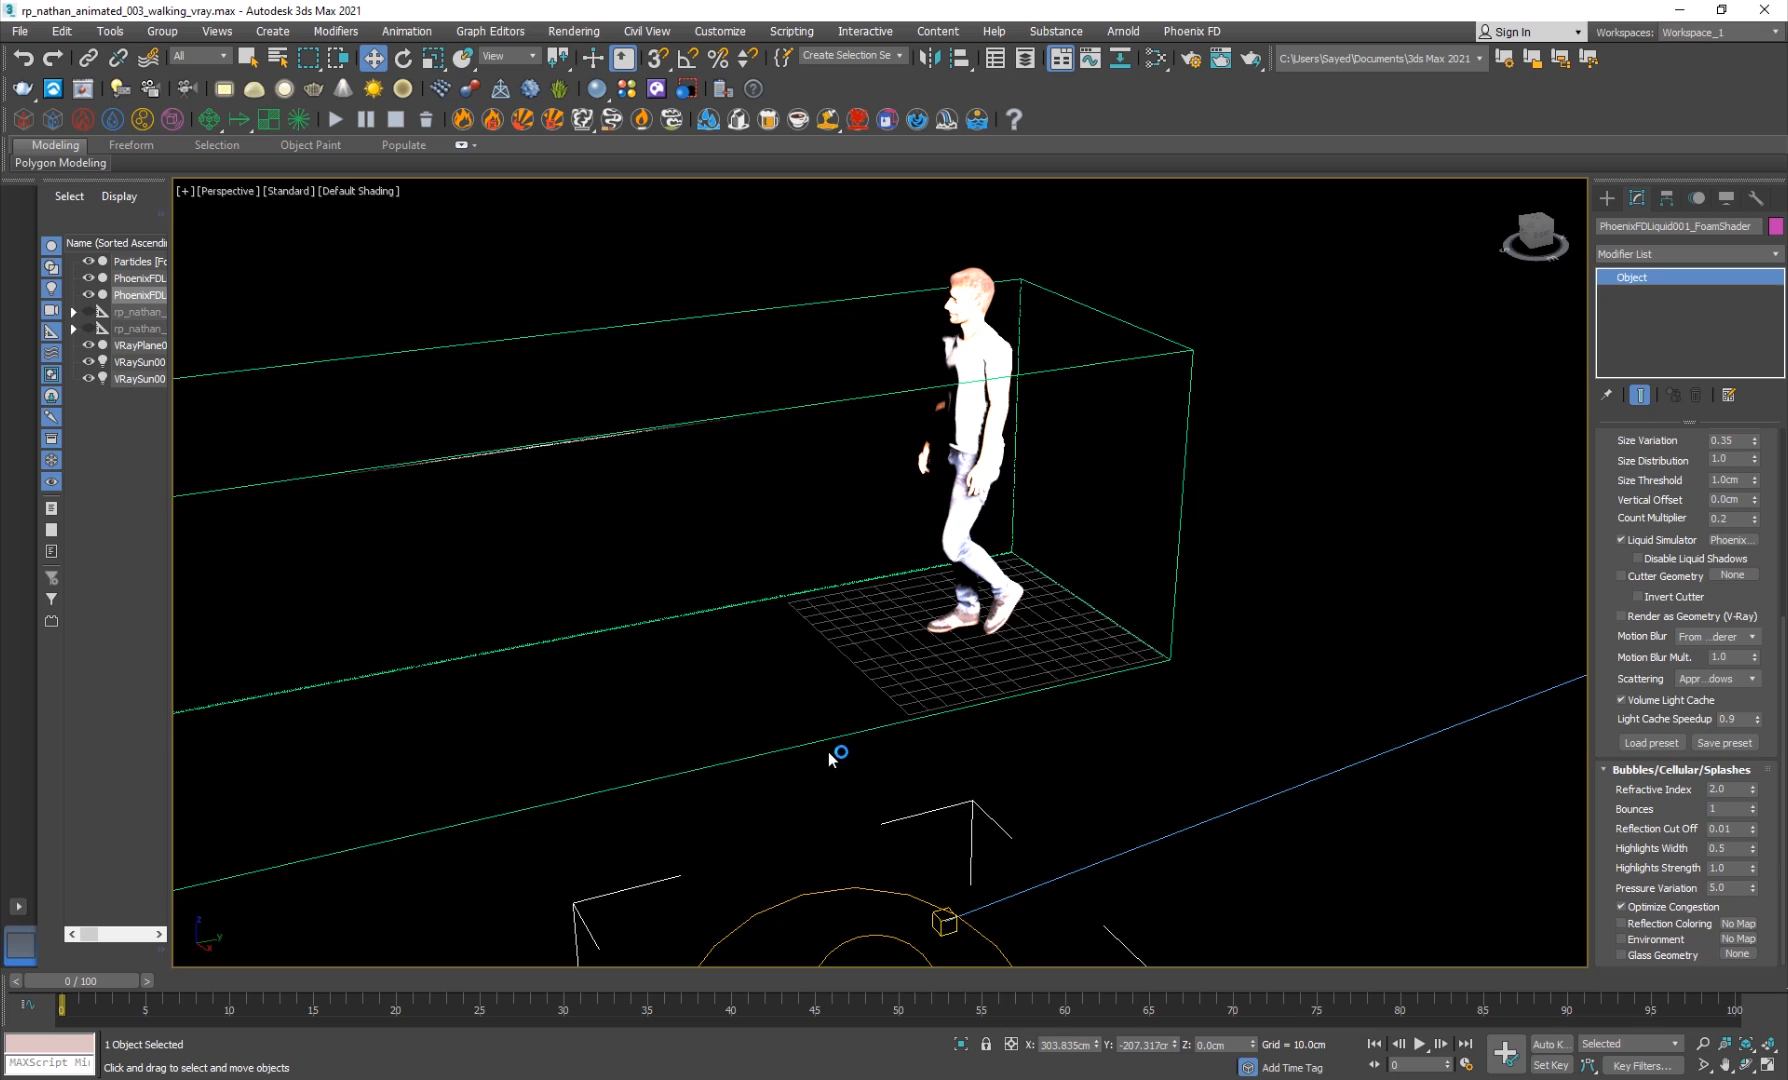 rp_nathan_animated_003_walking_vray.max - Autodesk 3ds Max 2021
File Edit Tools Group Views Create Modifiers Animation Graph Editors Rendering Civil View Customize Scripting Interactive Content Help Substance Arnold Phoenix FD Sign In Workspaces: Workspace_1
All View Create Selection Se C:\Users\Sayed\Documents\3ds Max 2021
Modeling Freeform Selection Object Paint Populate
Polygon Modeling
Select Display
[+] [Perspective] [Standard] [Default Shading]
Name (Sorted Ascendi
Particles [Fo
PhoenixFDL
PhoenixFDL
rp_nathan_
rp_nathan_
VRayPlane0
VRaySun00
VRaySun00
PhoenixFDLiquid001_FoamShader
Modifier List
Object
Size Variation 0.35
Size Distribution 1.0
Size Threshold 1.0cm
Vertical Offset 0.0cm
Count Multiplier 0.2
Liquid Simulator Phoenix...
Disable Liquid Shadows
Cutter Geometry None
Invert Cutter
Render as Geometry (V-Ray)
Motion Blur From ...derer
Motion Blur Mult. 1.0
Scattering Appr...dows
Volume Light Cache
Light Cache Speedup 0.9
Load preset Save preset
Bubbles/Cellular/Splashes
Refractive Index 2.0
Bounces 1
Reflection Cut Off 0.01
Highlights Width 0.5
Highlights Strength 1.0
Pressure Variation 5.0
Optimize Congestion
Reflection Coloring No Map
Environment No Map
Glass Geometry None
z y x
< 0 / 100 >
0 5 10 15 20 25 30 35 40 45 50 55 60 65 70 75 80 85 90 95 100
1 Object Selected X: 303.835cm Y: -207.317cr Z: 0.0cm Grid = 10.0cm Auto K... Selected
MAXScript Mi Click and drag to select and move objects Add Time Tag 0 Set Key Key Filters...